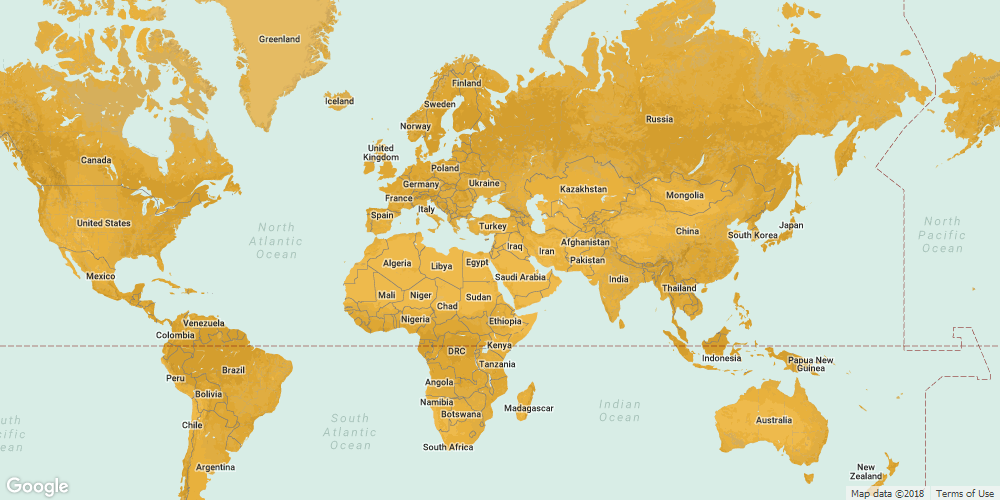 Greenland
Iceland
Finland
Sweden
Norway
Russia
United
Kingdom
Canada
Poland
Germany
Ukraine
Kazakhstan
Mongolia
France
Italy
Spain
United States
North
Atlantic
Ocean
Turkey
China
Japan
South Korea
North
Pacific
Ocean
Iraq
Iran
Afghanistan
Pakistan
Algeria
Libya
Egypt
Saudi Arabia
India
Mexico
Thailand
Mali
Niger
Chad
Sudan
Nigeria
Ethiopia
Venezuela
Colombia
Kenya
DRC
Tanzania
Indonesia
Papua New
Guinea
Peru
Brazil
Bolivia
Angola
Namibia
Botswana
Madagascar
Indian
Ocean
South
Atlantic
Ocean
Chile
Australia
uth
cific
ean
South Africa
Argentina
New
Zealand
Google
Map data ©2018
Terms of Use